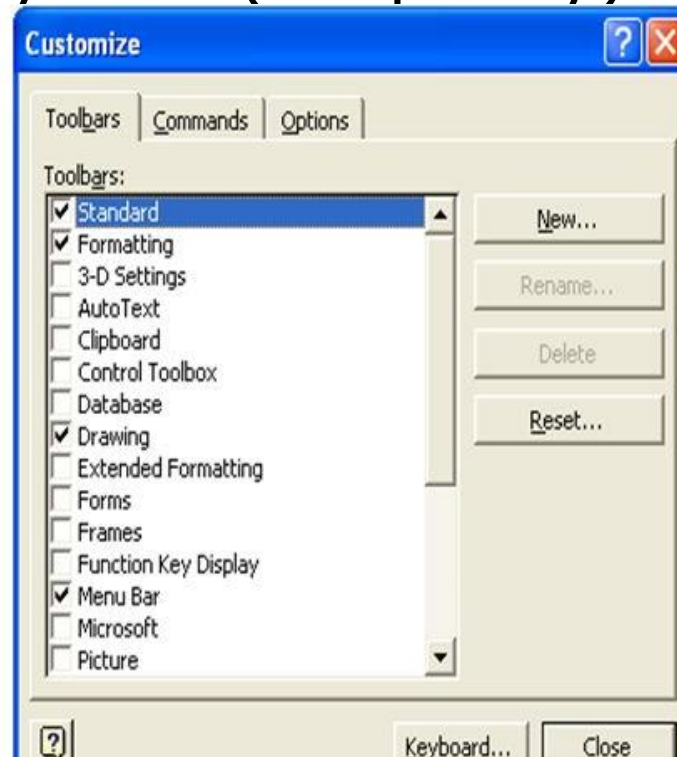 Customize
Toolbars Commands Options
Toolbars:
Standard
Formatting
3-D Settings
AutoText
Clipboard
Control Toolbox
Database
Drawing
Extended Formatting
Forms
Frames
Function Key Display
Menu Bar
Microsoft
Picture
New...
Rename...
Delete
Reset...
Keyboard... Close